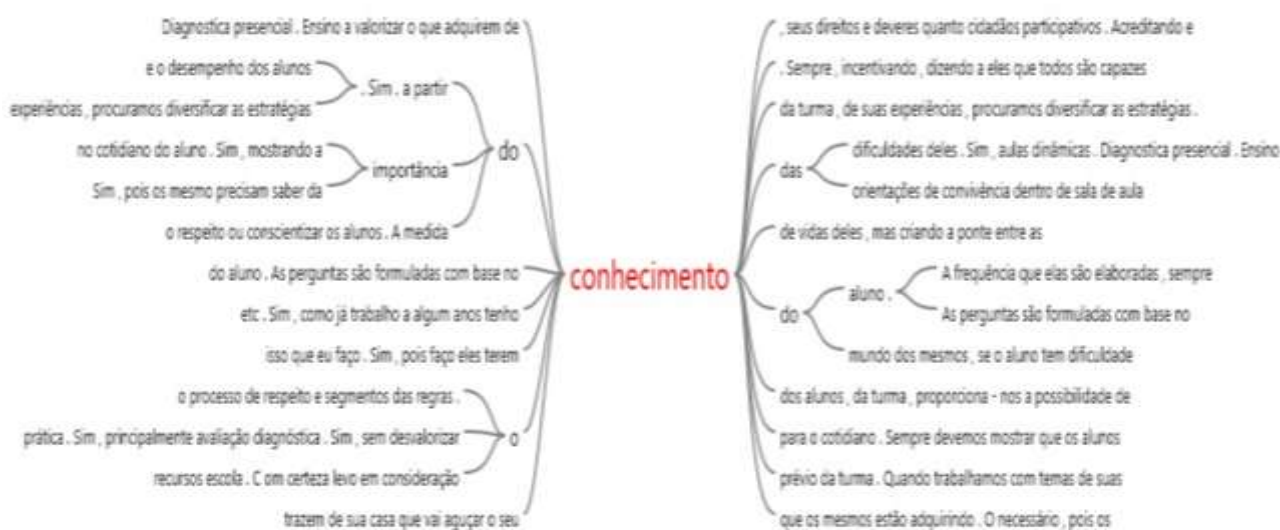 Diagnostica presencial . Ensino a valorizar o que adquirem de
e o desempenho dos alunos
experiências , procuramos diversificar as estratégias
. Sim . a partir
no cotidiano do aluno . Sim , mostrando a
Sim , pois os mesmo precisam saber da
importância
o respeito ou conscientizar os alunos . A medida
do
do aluno . As perguntas são formuladas com base no
etc . Sim , como já trabalho a algum anos tenho
isso que eu faço . Sim , pois faço eles terem
o processo de respeito e segmentos das regras .
prática . Sim , principalmente avaliação diagnóstica . Sim , sem desvalorizar
recursos escola . C om certeza levo em consideração
o
trazem de sua casa que vai aguçar o seu
conhecimento
, seus direitos e deveres quanto cidadãos participativos . Acreditando e
. Sempre , incentivando , dizendo a eles que todos são capazes
da turma , de suas experiências , procuramos diversificar as estratégias .
das
dificuldades deles . Sim , aulas dinâmicas . Diagnostica presencial . Ensino
orientações de convivência dentro de sala de aula
de vidas deles , mas criando a ponte entre as
do
aluno .
A frequência que elas são elaboradas , sempre
As perguntas são formuladas com base no
mundo dos mesmos , se o aluno tem dificuldade
dos alunos , da turma , proporciona - nos a possibilidade de
para o cotidiano . Sempre devemos mostrar que os alunos
prévio da turma . Quando trabalhamos com temas de suas
que os mesmos estão adquirindo . O necessário , pois os